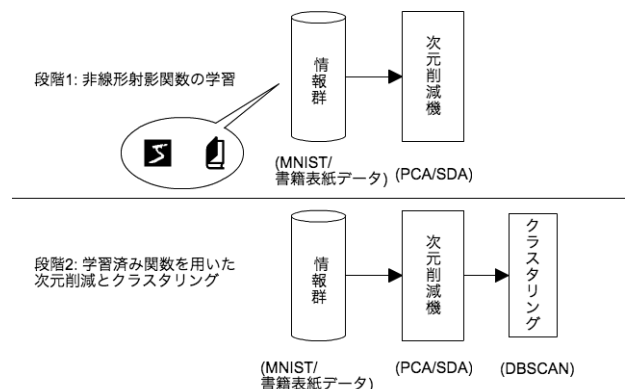 段階1: 非線形射影関数の学習
情報群
次元削減機
(MNIST/
書籍表紙データ)
(PCA/SDA)
段階2: 学習済み関数を用いた
次元削減とクラスタリング
情報群
次元削減機
クラスタリング
(MNIST/
書籍表紙データ)
(PCA/SDA)
(DBSCAN)